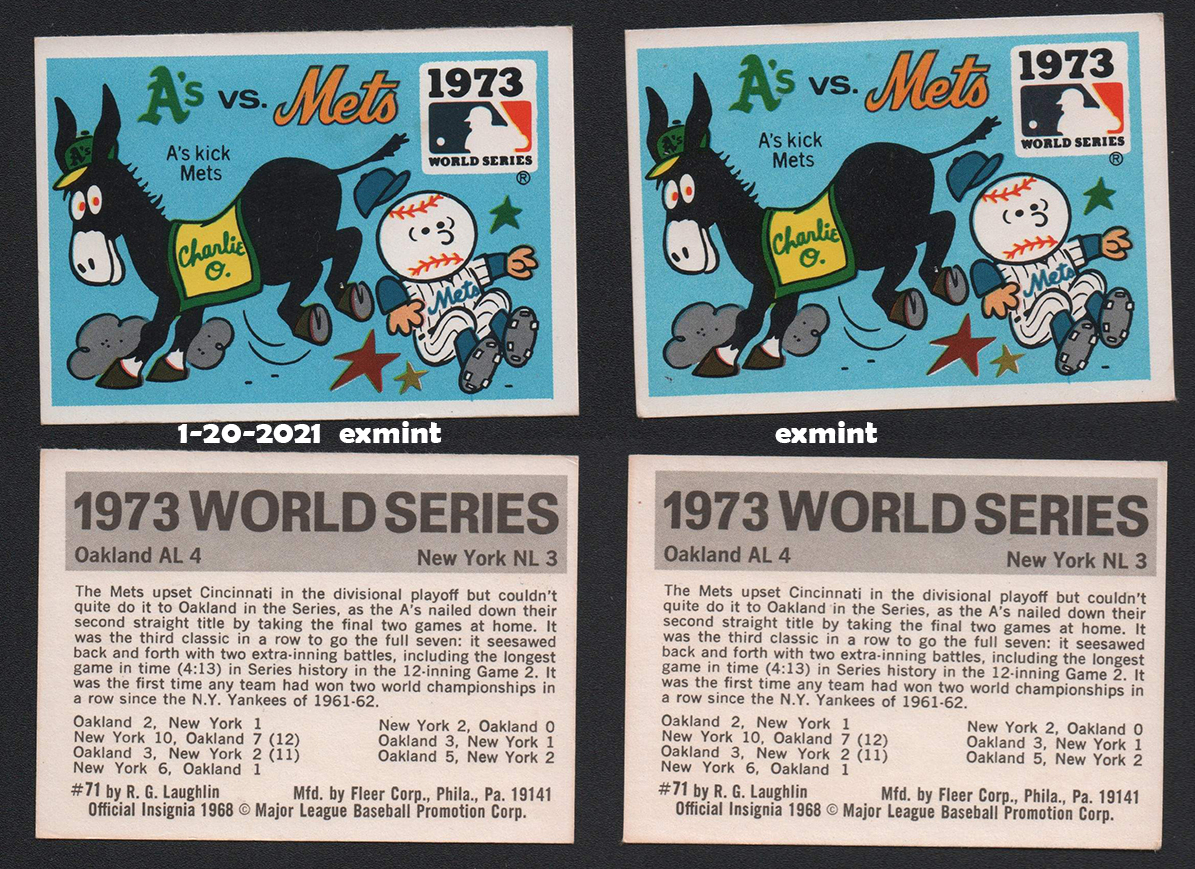 A's vs. Mets
1973
WORLD SERIES
®
A's kick
Mets
A's
Charlie
O.
Mets
A's vs. Mets
1973
WORLD SERIES
®
A's kick
Mets
A's
Charlie
O.
Mets
1-20-2021 exmint
exmint
1973 WORLD SERIES
Oakland AL 4 New York NL 3
The Mets upset Cincinnati in the divisional playoff but couldn't
quite do it to Oakland in the Series, as the A's nailed down their
second straight title by taking the final two games at home. It
was the third classic in a row to go the full seven: it seesawed
back and forth with two extra-inning battles, including the longest
game in time (4:13) in Series history in the 12-inning Game 2. It
was the first time any team had won two world championships in
a row since the N.Y. Yankees of 1961-62.
Oakland 2, New York 1
New York 10, Oakland 7 (12)
Oakland 3, New York 2 (11)
New York 6, Oakland 1
New York 2, Oakland 0
Oakland 3, New York 1
Oakland 5, New York 2
#71 by R. G. Laughlin Mfd. by Fleer Corp., Phila., Pa. 19141
Official Insignia 1968 © Major League Baseball Promotion Corp.
1973 WORLD SERIES
Oakland AL 4 New York NL 3
The Mets upset Cincinnati in the divisional playoff but couldn't
quite do it to Oakland in the Series, as the A's nailed down their
second straight title by taking the final two games at home. It
was the third classic in a row to go the full seven: it seesawed
back and forth with two extra-inning battles, including the longest
game in time (4:13) in Series history in the 12-inning Game 2. It
was the first time any team had won two world championships in
a row since the N.Y. Yankees of 1961-62.
Oakland 2, New York 1
New York 10, Oakland 7 (12)
Oakland 3, New York 2 (11)
New York 6, Oakland 1
New York 2, Oakland 0
Oakland 3, New York 1
Oakland 5, New York 2
#71 by R. G. Laughlin Mfd. by Fleer Corp., Phila., Pa. 19141
Official Insignia 1968 © Major League Baseball Promotion Corp.